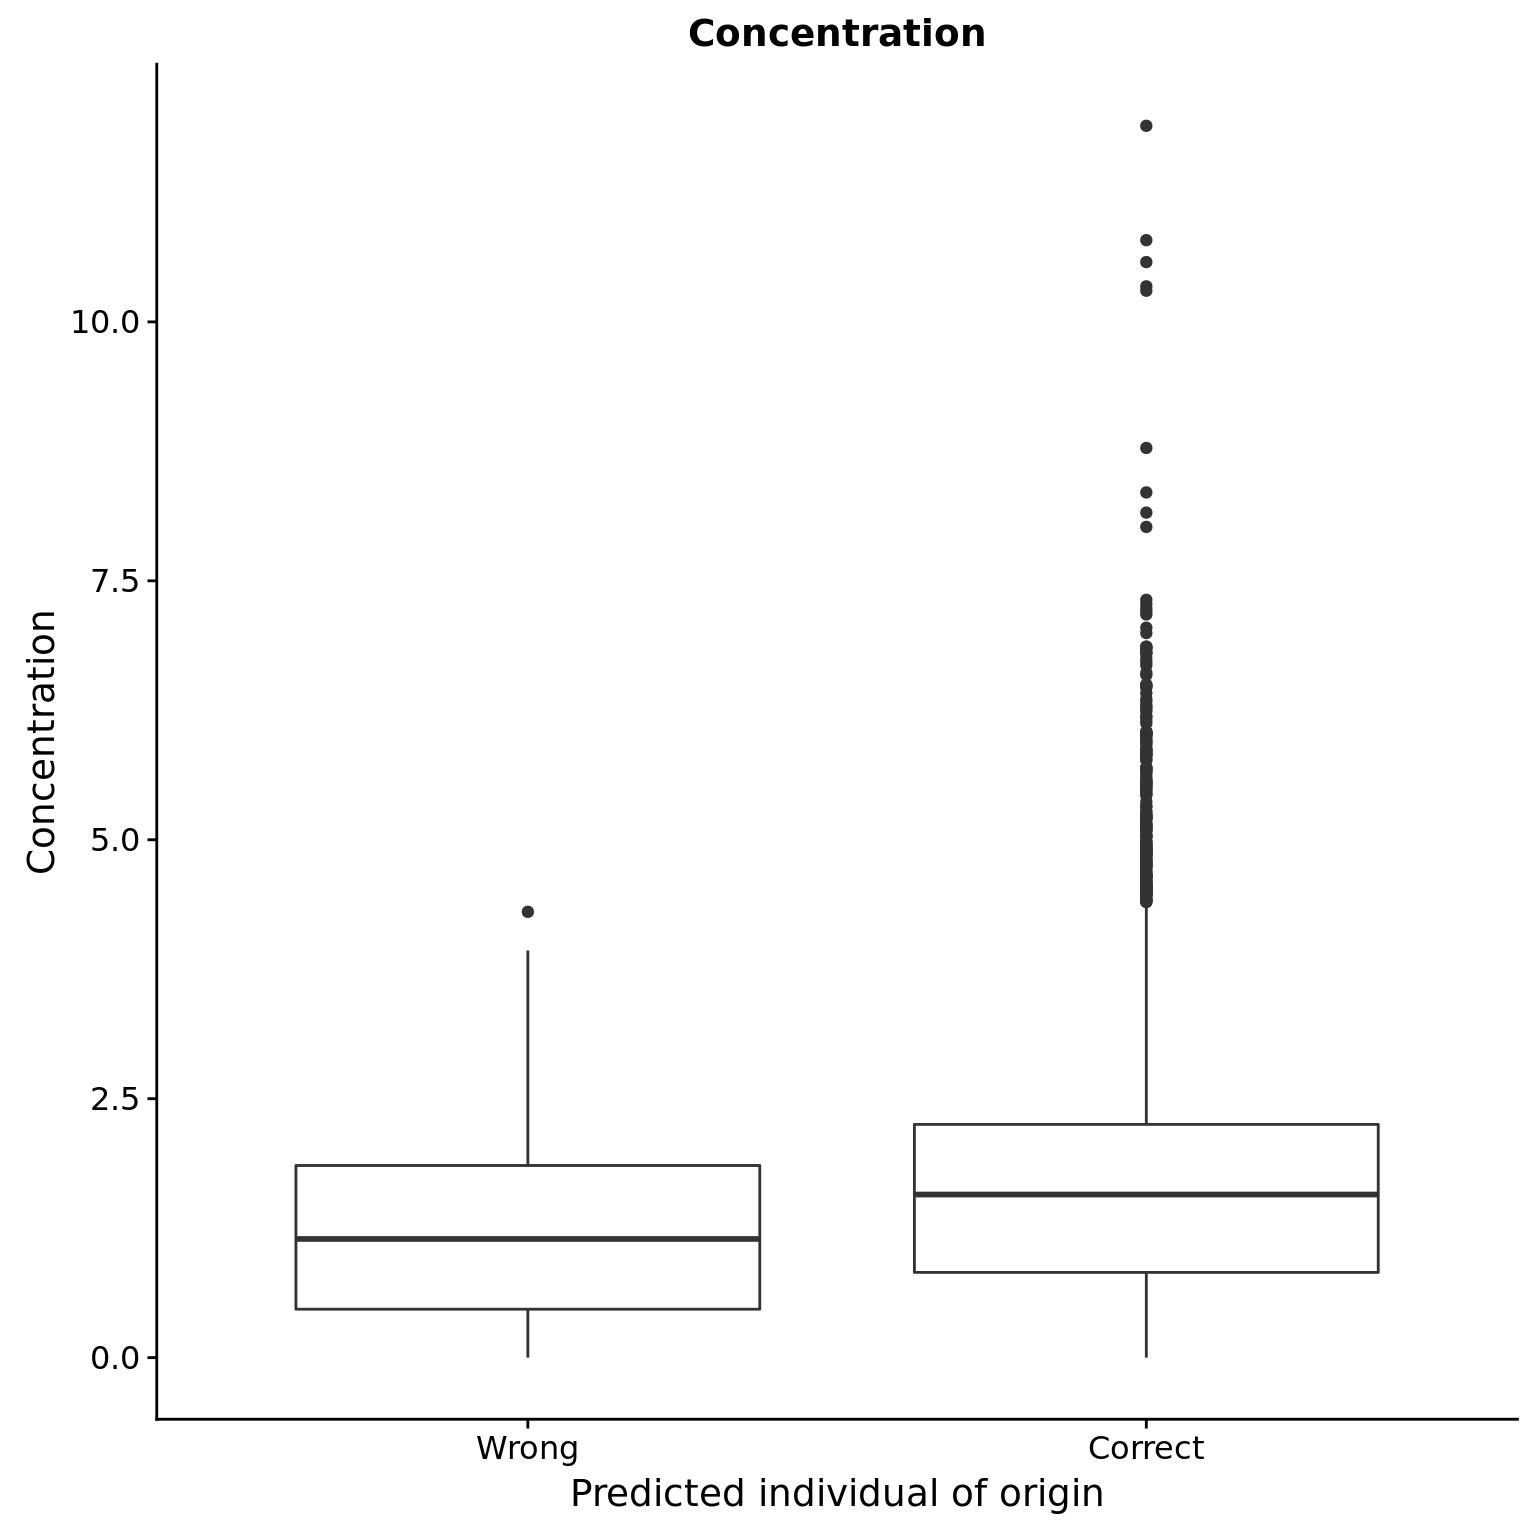 Concentration
Concentration
10.0
7.5
5.0
2.5
0.0
Wrong Correct
Predicted individual of origin